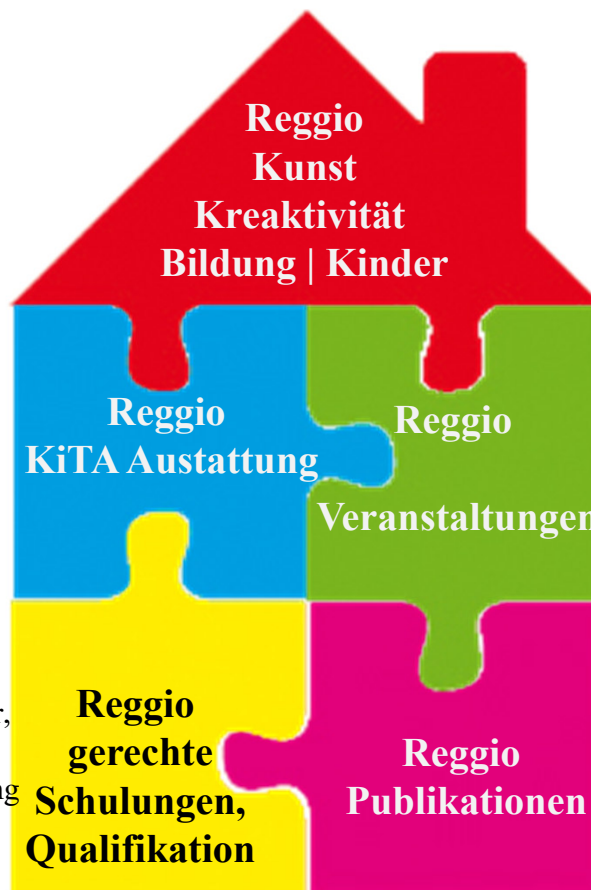 Reggio
Kunst
Kreaktivität
Bildung | Kinder
Reggio
KiTA Austattung
Reggio
Veranstaltungen
Reggio
gerechte
Schulungen,
Qualifikation
Reggio
Publikationen